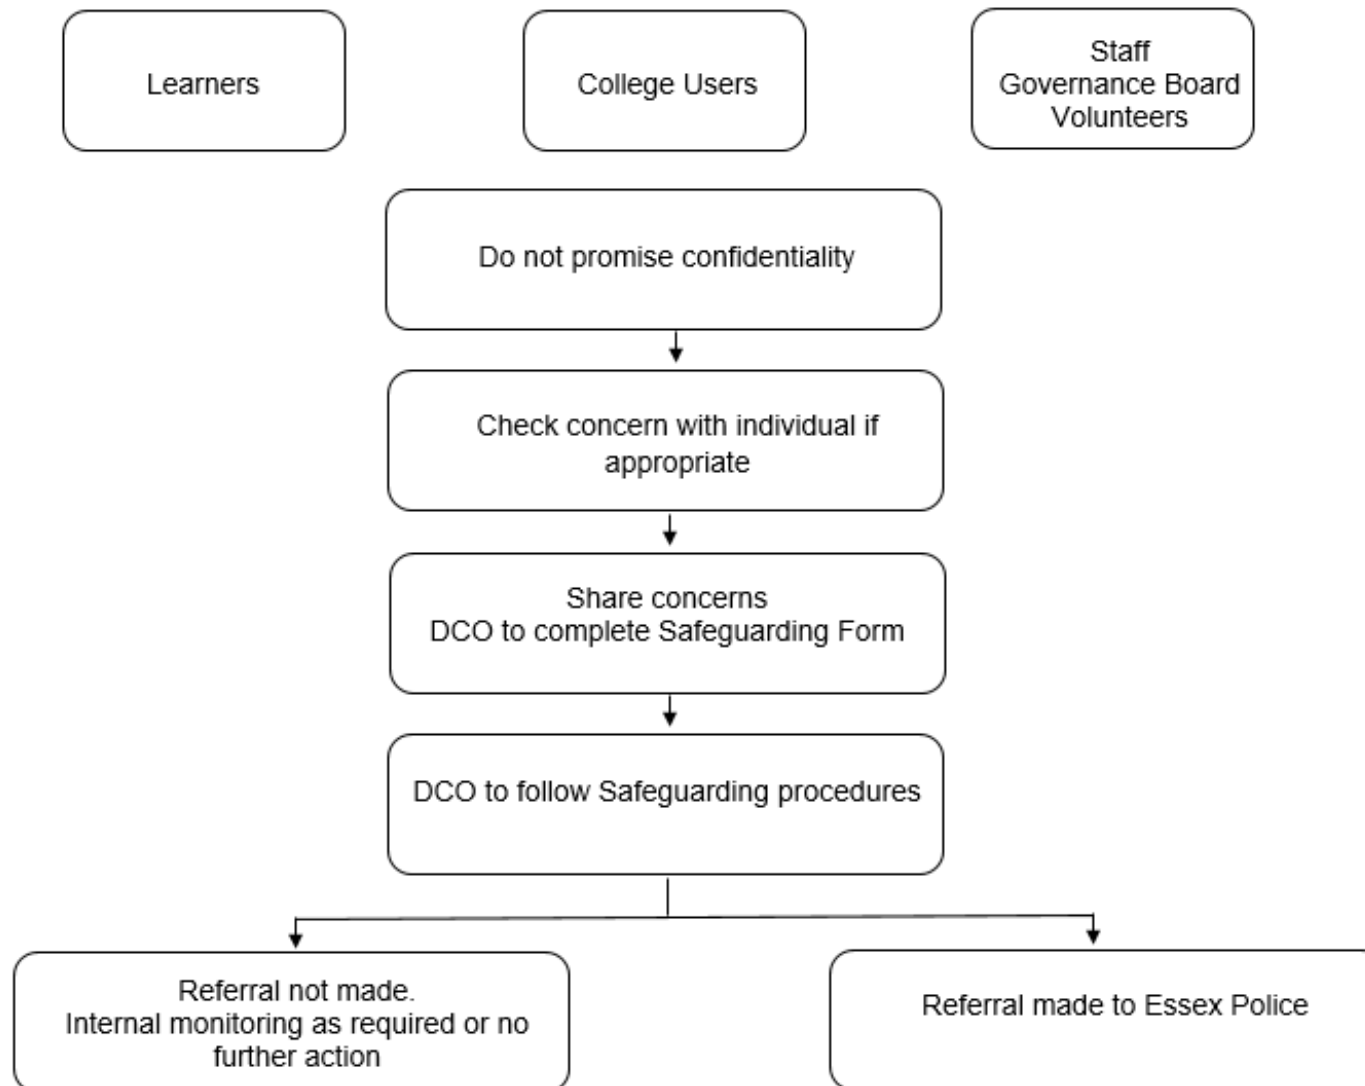 Learners
College Users
Staff
Governance Board
Volunteers
Do not promise confidentiality
Check concern with individual if
appropriate
Share concerns
DCO to complete Safeguarding Form
DCO to follow Safeguarding procedures
Referral not made.
Internal monitoring as required or no
further action
Referral made to Essex Police